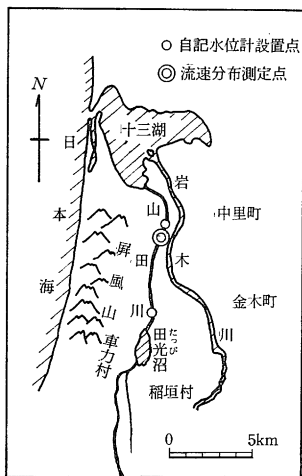 ○ 自記水位計設置点
◎ 流速分布測定点
N
十三湖
日本海
岩木川
山田川
中里町
屏風山
金木町
車力村
田光沼
たっぴ
稲垣村
0 5km